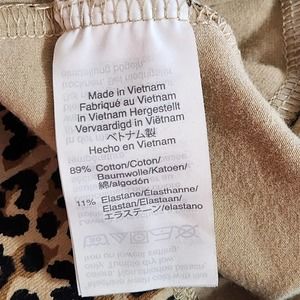 Made in Vietnam
Fabriqué au Vietnam
in Vietnam Hergestellt
Vervaardigd in Vietnam
ベトナム製
Hecho en Vietnam
89% Cotton/Coton/
Baumwolle/Katoen/
綿/algodón
11% Elastane/Élasthanne/
Elastan/Elastaan/
エラステーン/elastano